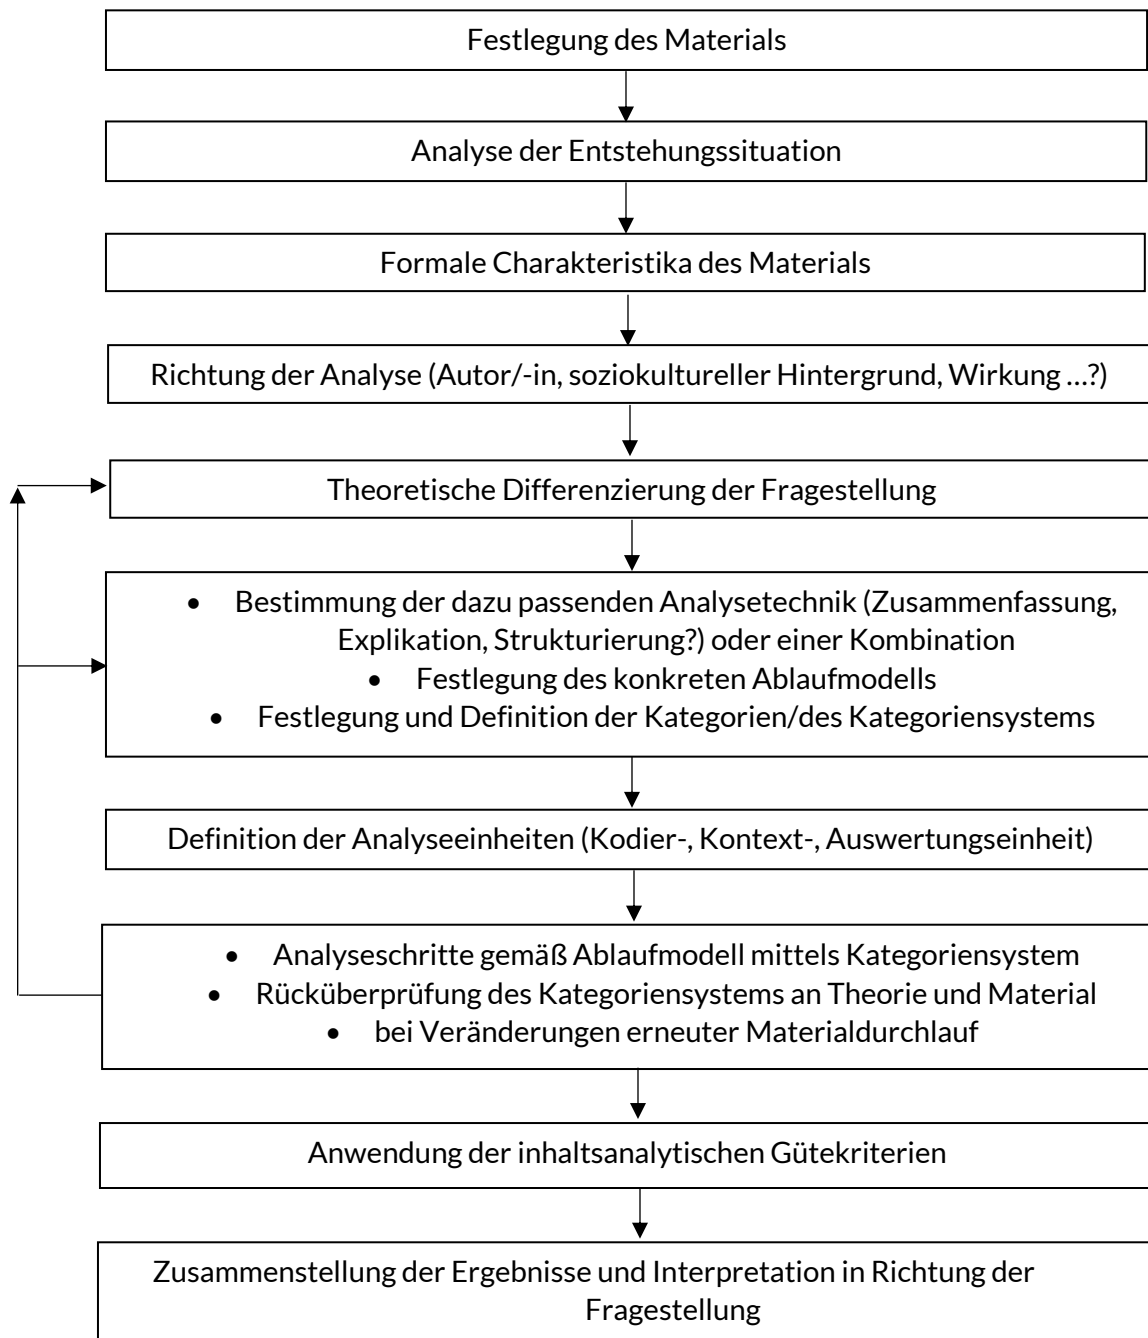 Festlegung des Materials
Analyse der Entstehungssituation
Formale Charakteristika des Materials
Richtung der Analyse (Autor/-in, soziokultureller Hintergrund, Wirkung …?)
Theoretische Differenzierung der Fragestellung
• Bestimmung der dazu passenden Analysetechnik (Zusammenfassung,
Explikation, Strukturierung?) oder einer Kombination
• Festlegung des konkreten Ablaufmodells
• Festlegung und Definition der Kategorien/des Kategoriensystems
Definition der Analyseeinheiten (Kodier-, Kontext-, Auswertungseinheit)
• Analyseschritte gemäß Ablaufmodell mittels Kategoriensystem
• Rücküberprüfung des Kategoriensystems an Theorie und Material
• bei Veränderungen erneuter Materialdurchlauf
Anwendung der inhaltsanalytischen Gütekriterien
Zusammenstellung der Ergebnisse und Interpretation in Richtung der
Fragestellung